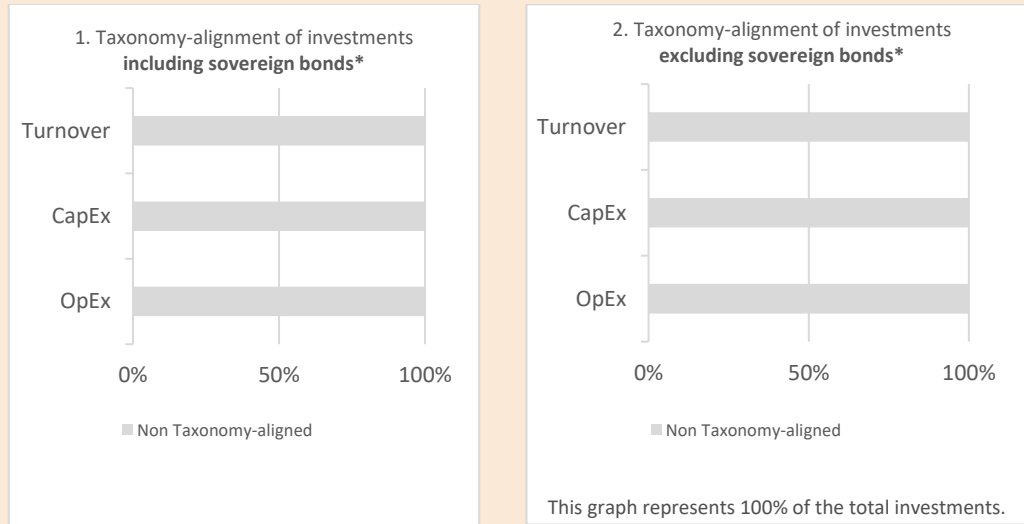 1. Taxonomy-alignment of investments
including sovereign bonds*
Turnover
CapEx
OpEx
0% 50% 100%
Non Taxonomy-aligned
2. Taxonomy-alignment of investments
excluding sovereign bonds*
Turnover
CapEx
OpEx
0% 50% 100%
Non Taxonomy-aligned
This graph represents 100% of the total investments.